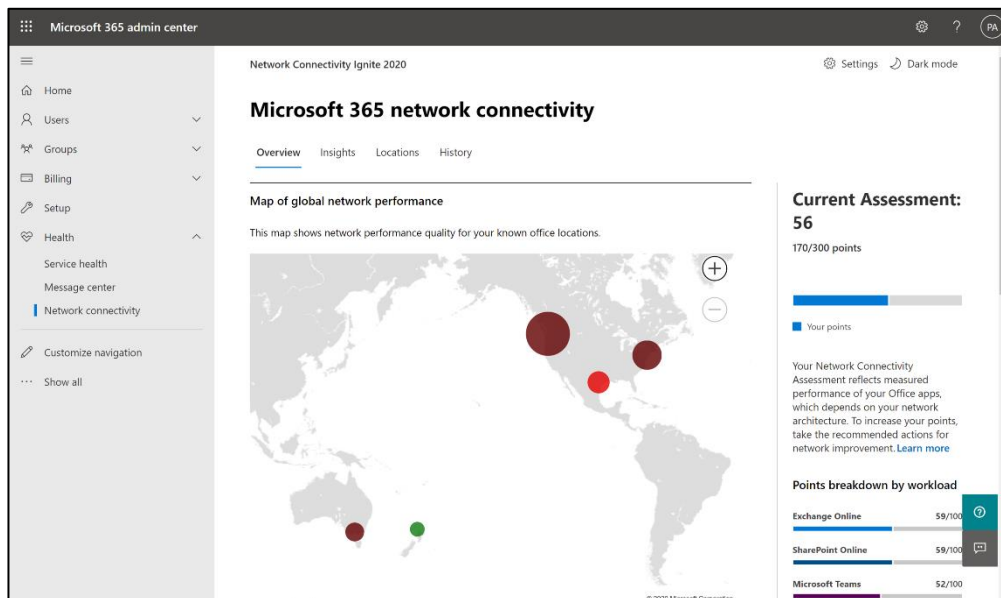 Microsoft 365 admin center
PA
Home
Users
Groups
Billing
Setup
Health
Service health
Message center
Network connectivity
Customize navigation
Show all
Network Connectivity Ignite 2020
Settings
Dark mode
Microsoft 365 network connectivity
Overview Insights Locations History
Map of global network performance
This map shows network performance quality for your known office locations.
Current Assessment:
56
170/300 points
Your points
Your Network Connectivity
Assessment reflects measured
performance of your Office apps,
which depends on your network
architecture. To increase your points,
take the recommended actions for
network improvement. Learn more
Points breakdown by workload
Exchange Online 59/100
SharePoint Online 59/100
Microsoft Teams 52/100
© 2020 Microsoft Corporation